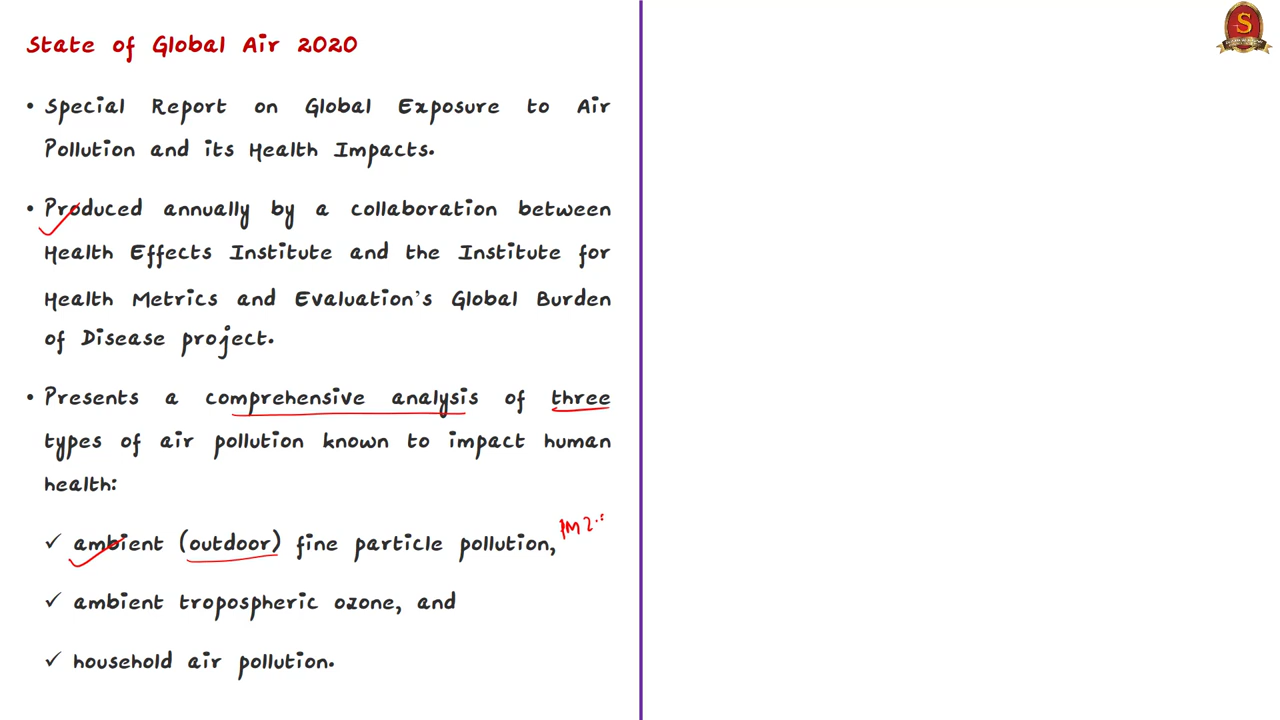 State of Global Air 2020
• Special Report on Global Exposure to Air
Pollution and its Health Impacts.
• Produced annually by a collaboration between
Health Effects Institute and the Institute for
Health Metrics and Evaluation's Global Burden
of Disease project.
• Presents a comprehensive analysis of three
types of air pollution known to impact human
health:
✓ ambient (outdoor) fine particle pollution,
✓ ambient tropospheric ozone, and
✓ household air pollution.